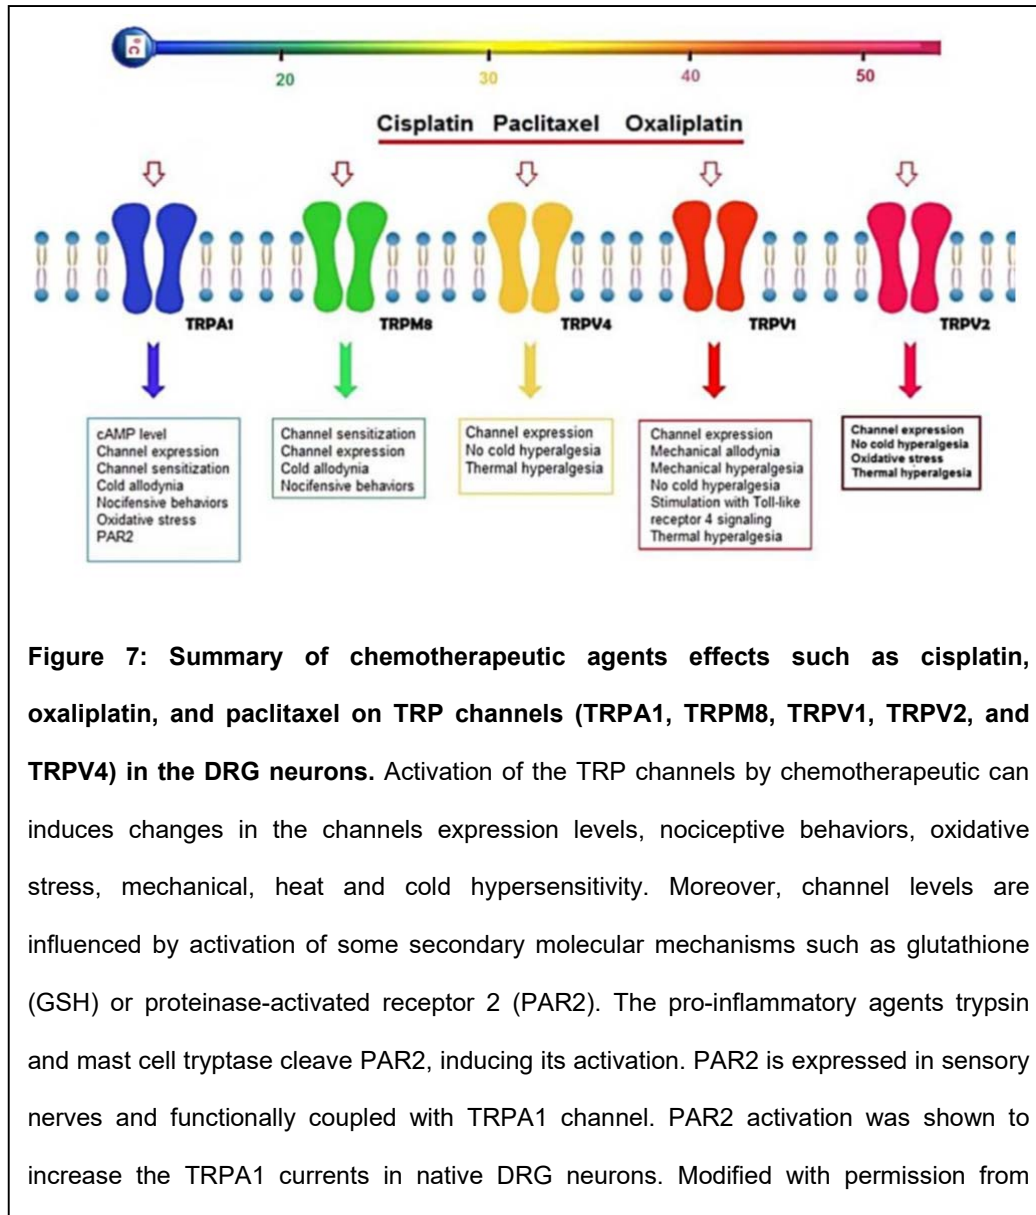 °C
20 30 40 50
Cisplatin Paclitaxel Oxaliplatin
TRPA1 TRPM8 TRPV4 TRPV1 TRPV2
cAMP level
Channel expression
Channel sensitization
Cold allodynia
Nocifensive behaviors
Oxidative stress
PAR2
Channel sensitization
Channel expression
Cold allodynia
Nocifensive behaviors
Channel expression
No cold hyperalgesia
Thermal hyperalgesia
Channel expression
Mechanical allodynia
Mechanical hyperalgesia
No cold hyperalgesia
Stimulation with Toll-like
receptor 4 signaling
Thermal hyperalgesia
Channel expression
No cold hyperalgesia
Oxidative stress
Thermal hyperalgesia
Figure 7: Summary of chemotherapeutic agents effects such as cisplatin,
oxaliplatin, and paclitaxel on TRP channels (TRPA1, TRPM8, TRPV1, TRPV2, and
TRPV4) in the DRG neurons. Activation of the TRP channels by chemotherapeutic can
induces changes in the channels expression levels, nociceptive behaviors, oxidative
stress, mechanical, heat and cold hypersensitivity. Moreover, channel levels are
influenced by activation of some secondary molecular mechanisms such as glutathione
(GSH) or proteinase-activated receptor 2 (PAR2). The pro-inflammatory agents trypsin
and mast cell tryptase cleave PAR2, inducing its activation. PAR2 is expressed in sensory
nerves and functionally coupled with TRPA1 channel. PAR2 activation was shown to
increase the TRPA1 currents in native DRG neurons. Modified with permission from